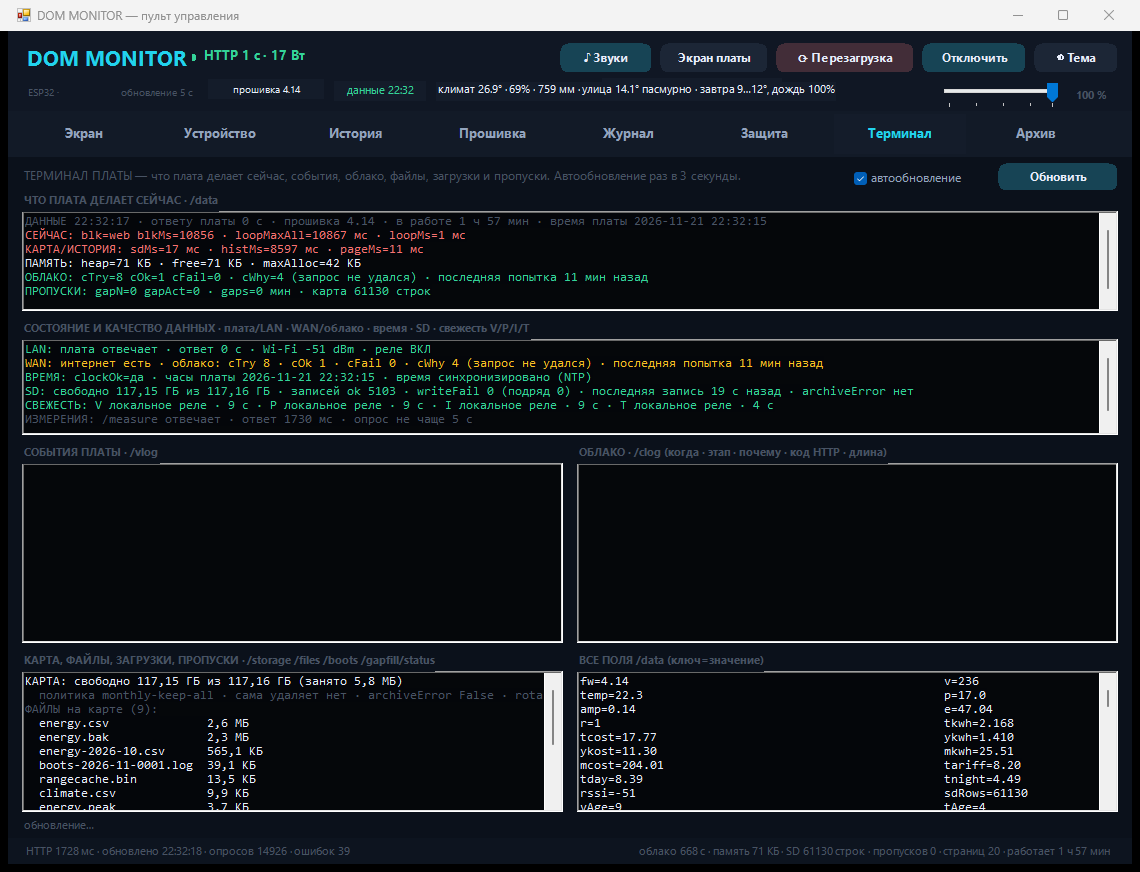 DOM MONITOR — пульт управления
DOM MONITOR
HTTP 1 с · 17 Вт
♪ Звуки
Экран платы
⟳ Перезагрузка
Отключить
Тема
ESP32 ·
обновление 5 с
прошивка 4.14
данные 22:32
климат 26.9° · 69% · 759 мм · улица 14.1° пасмурно · завтра 9…12°, дождь 100%
100 %
Экран
Устройство
История
Прошивка
Журнал
Защита
Терминал
Архив
ТЕРМИНАЛ ПЛАТЫ — что плата делает сейчас, события, облако, файлы, загрузки и пропуски. Автообновление раз в 3 секунды.
автообновление
Обновить
ЧТО ПЛАТА ДЕЛАЕТ СЕЙЧАС · /data
ДАННЫЕ 22:32:17 · ответу платы 0 с · прошивка 4.14 · в работе 1 ч 57 мин · время платы 2026-11-21 22:32:15
СЕЙЧАС: blk=web blkMs=10856 · loopMaxAll=10867 мс · loopMs=1 мс
КАРТА/ИСТОРИЯ: sdMs=17 мс · histMs=8597 мс · pageMs=11 мс
ПАМЯТЬ: heap=71 КБ · free=71 КБ · maxAlloc=42 КБ
ОБЛАКО: cTry=8 cOk=1 cFail=0 · cWhy=4 (запрос не удался) · последняя попытка 11 мин назад
ПРОПУСКИ: gapN=0 gapAct=0 · gaps=0 мин · карта 61130 строк
СОСТОЯНИЕ И КАЧЕСТВО ДАННЫХ · плата/LAN · WAN/облако · время · SD · свежесть V/P/I/T
LAN: плата отвечает · ответ 0 с · Wi-Fi -51 dBm · реле ВКЛ
WAN: интернет есть · облако: cTry 8 · cOk 1 · cFail 0 · cWhy 4 (запрос не удался) · последняя попытка 11 мин назад
ВРЕМЯ: clockOk=да · часы платы 2026-11-21 22:32:15 · время синхронизировано (NTP)
SD: свободно 117,15 ГБ из 117,16 ГБ · записей ok 5103 · writeFail 0 (подряд 0) · последняя запись 19 с назад · archiveError нет
СВЕЖЕСТЬ: V локальное реле · 9 с · P локальное реле · 9 с · I локальное реле · 9 с · T локальное реле · 4 с
ИЗМЕРЕНИЯ: /measure отвечает · ответ 1730 мс · опрос не чаще 5 с
СОБЫТИЯ ПЛАТЫ · /vlog
ОБЛАКО · /clog (когда · этап · почему · код HTTP · длина)
КАРТА, ФАЙЛЫ, ЗАГРУЗКИ, ПРОПУСКИ · /storage /files /boots /gapfill/status
КАРТА: свободно 117,15 ГБ из 117,16 ГБ (занято 5,8 МБ)
политика monthly-keep-all · сама удаляет нет · archiveError False · rota
ФАЙЛЫ на карте (9):
energy.csv 2,6 МБ
energy.bak 2,3 МБ
energy-2026-10.csv 565,1 КБ
boots-2026-11-0001.log 39,1 КБ
rangecache.bin 13,5 КБ
climate.csv 9,9 КБ
energy.peak 3,7 КБ
ВСЕ ПОЛЯ /data (ключ=значение)
fw=4.14 v=236
temp=22.3 p=17.0
amp=0.14 e=47.04
r=1 tkwh=2.168
tcost=17.77 ykwh=1.410
ykost=11.30 mkwh=25.51
mcost=204.01 tariff=8.20
tday=8.39 tnight=4.49
rssi=-51 sdRows=61130
vAge=9 tAge=4
обновление…
HTTP 1728 мс · обновлено 22:32:18 · опросов 14926 · ошибок 39
облако 668 с · память 71 КБ · SD 61130 строк · пропусков 0 · страниц 20 · работает 1 ч 57 мин